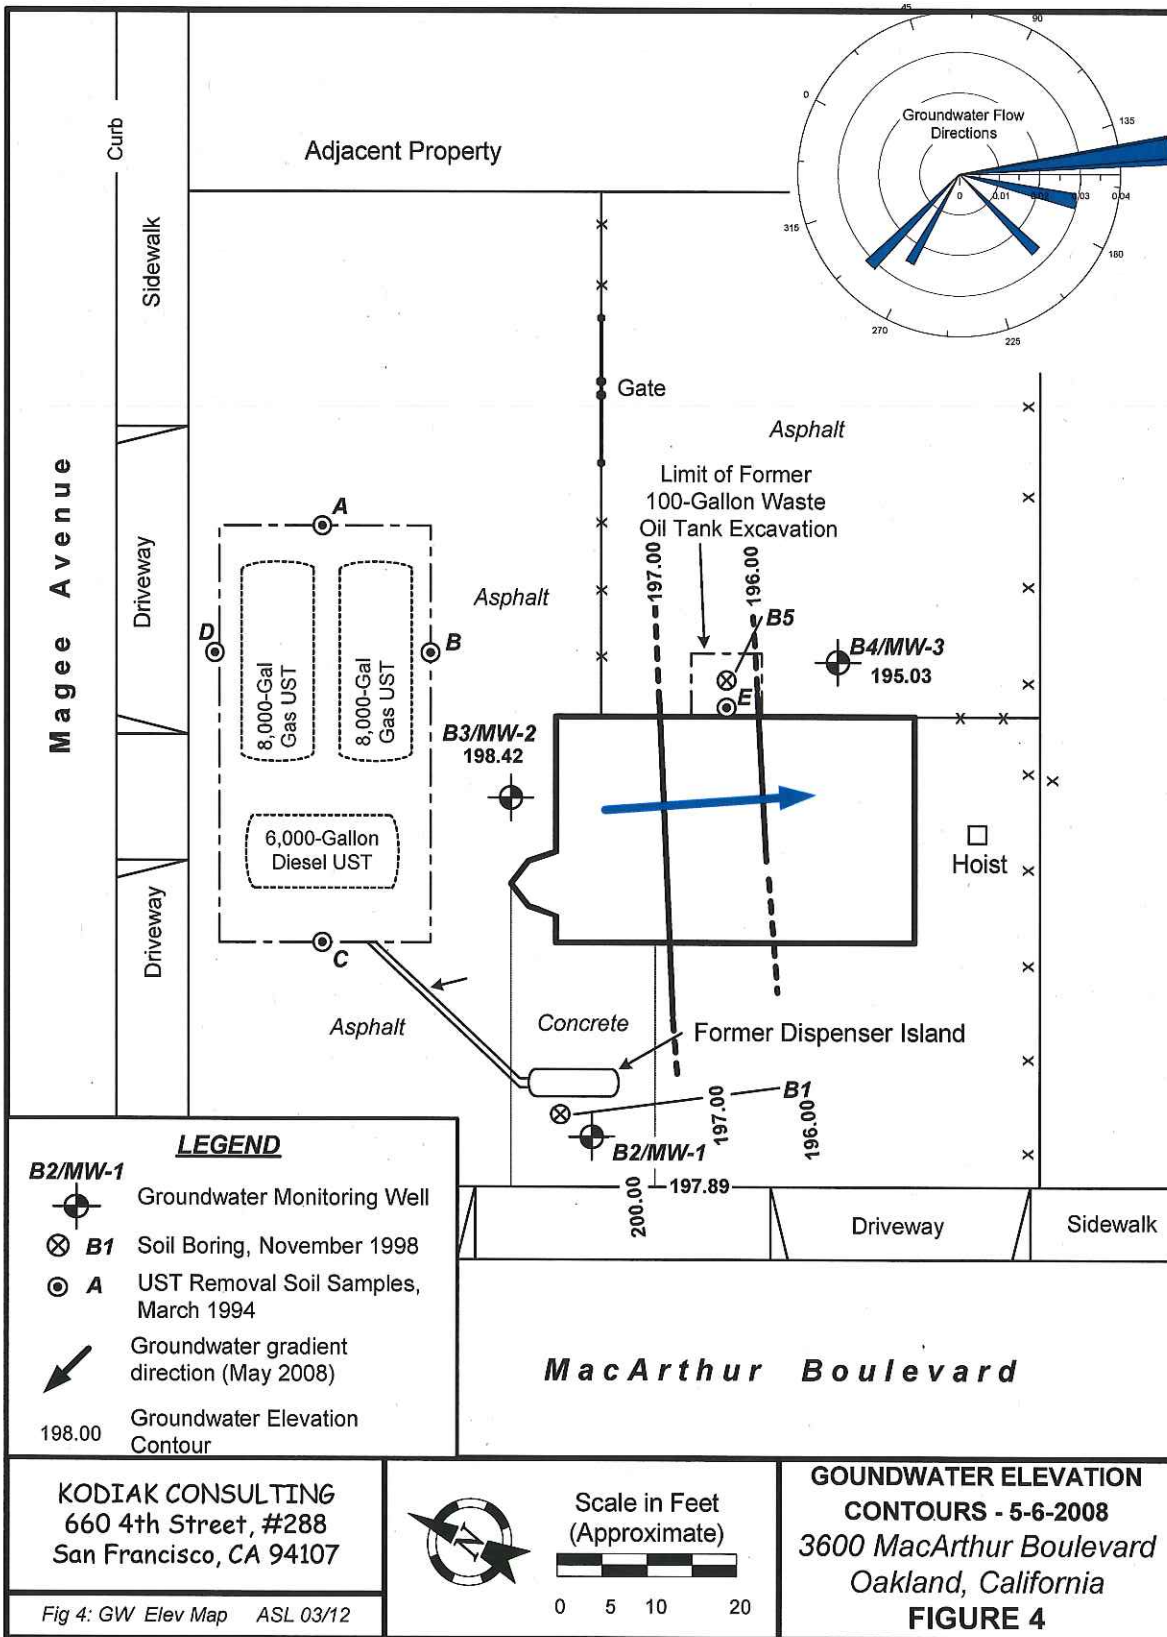 45
90
0
135
Groundwater Flow
Directions
0
0.01
0.02
0.03
0.04
315
180
270
225
Curb
Adjacent Property
Sidewalk
Gate
Asphalt
Limit of Former
100-Gallon Waste
Oil Tank Excavation
Magee Avenue
Driveway
A
197.00
196.00
Asphalt
B5
D
B
8,000-Gal
Gas UST
8,000-Gal
Gas UST
B4/MW-3
195.03
E
B3/MW-2
198.42
6,000-Gallon
Diesel UST
Hoist
Driveway
C
Asphalt
Concrete
Former Dispenser Island
B1
197.00
196.00
B2/MW-1
197.89
200.00
Driveway
Sidewalk
LEGEND
B2/MW-1
Groundwater Monitoring Well
B1 Soil Boring, November 1998
A UST Removal Soil Samples,
March 1994
Groundwater gradient
direction (May 2008)
198.00 Groundwater Elevation
Contour
MacArthur Boulevard
KODIAK CONSULTING
660 4th Street, #288
San Francisco, CA 94107
Fig 4: GW Elev Map ASL 03/12
N
Scale in Feet
(Approximate)
0 5 10 20
GOUNDWATER ELEVATION
CONTOURS - 5-6-2008
3600 MacArthur Boulevard
Oakland, California
FIGURE 4